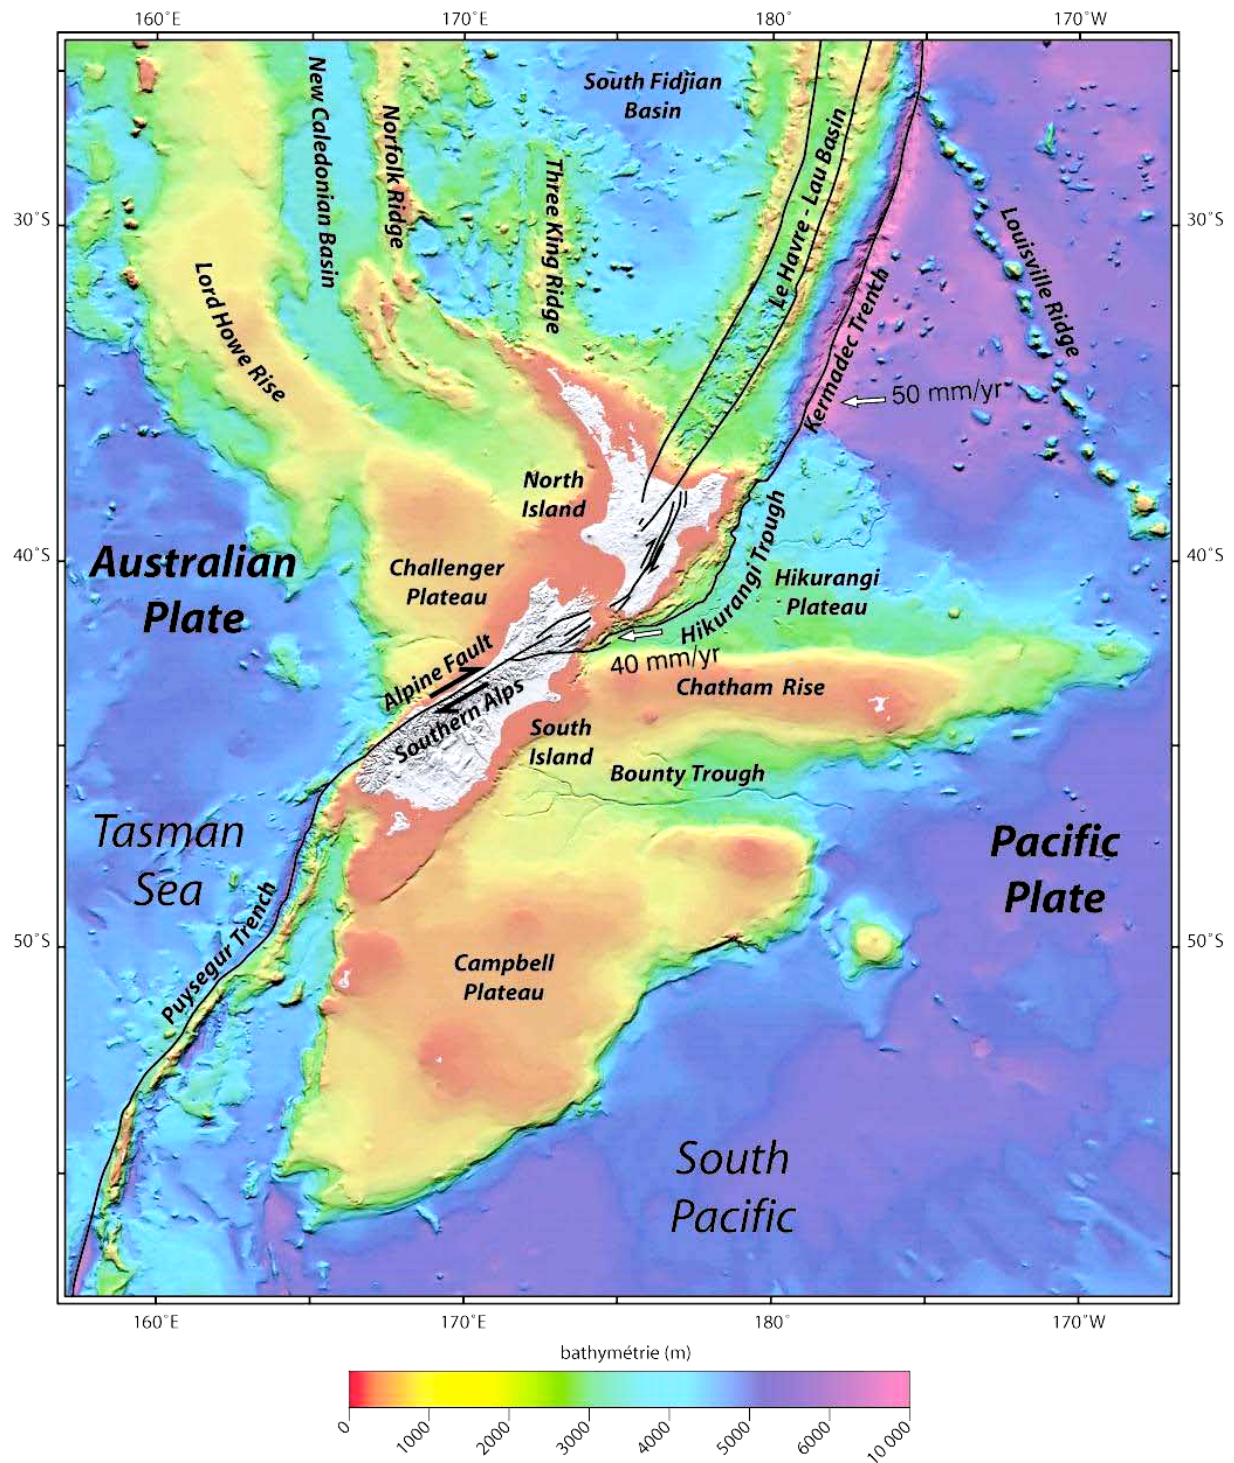 160˚E
170˚E
180˚
170˚W
South Fidjian
Basin
New Caledonian Basin
Norfolk Ridge
Three King Ridge
Le Havre - Lau Basin
30˚S
30˚S
Lord Howe Rise
Louisville Ridge
Kermadec Trenth
50 mm/yr
North
Island
Hikurangi Trough
40˚S
40˚S
Australian
Plate
Challenger
Plateau
Hikurangi
Plateau
40 mm/yr
Alpine Fault
Southern Alps
Chatham Rise
South
Island
Bounty Trough
Tasman
Sea
Pacific
Plate
Puysegur Trench
50˚S
50˚S
Campbell
Plateau
South
Pacific
160˚E
170˚E
180˚
170˚W
bathymétrie (m)
0
1000
2000
3000
4000
5000
6000
10 000